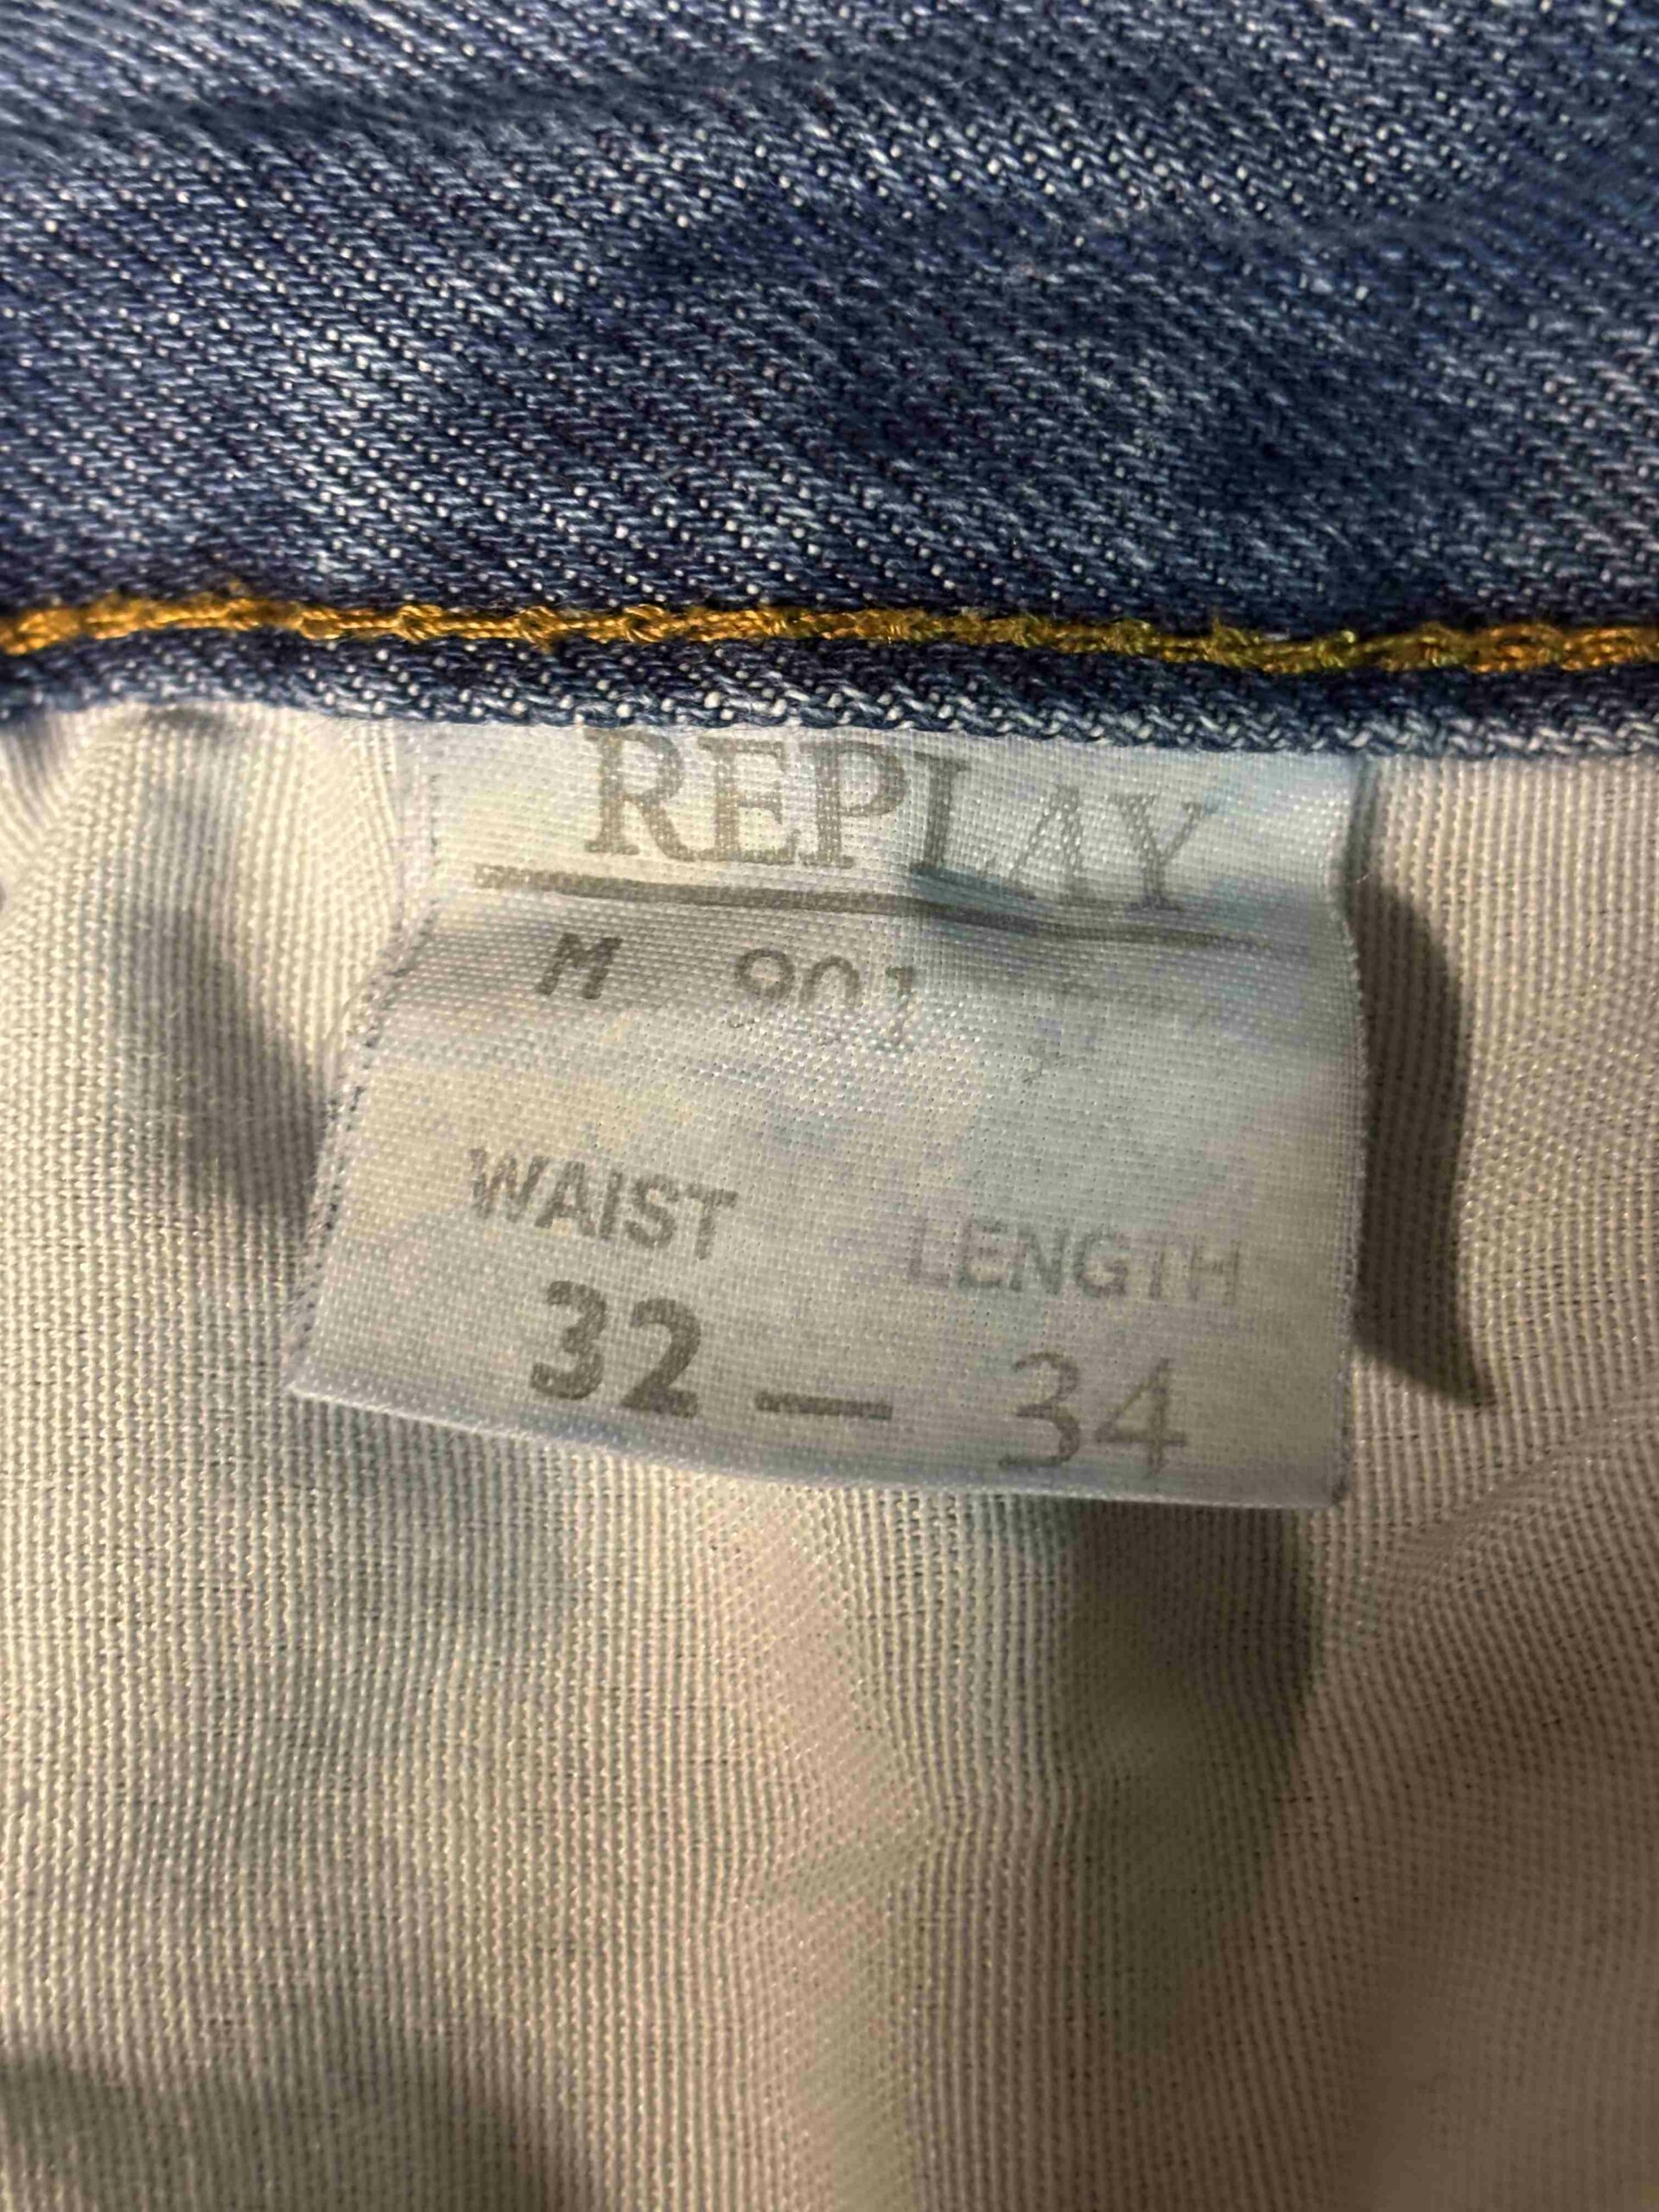 REPLAY
M 901
WAIST LENGTH
32 — 34